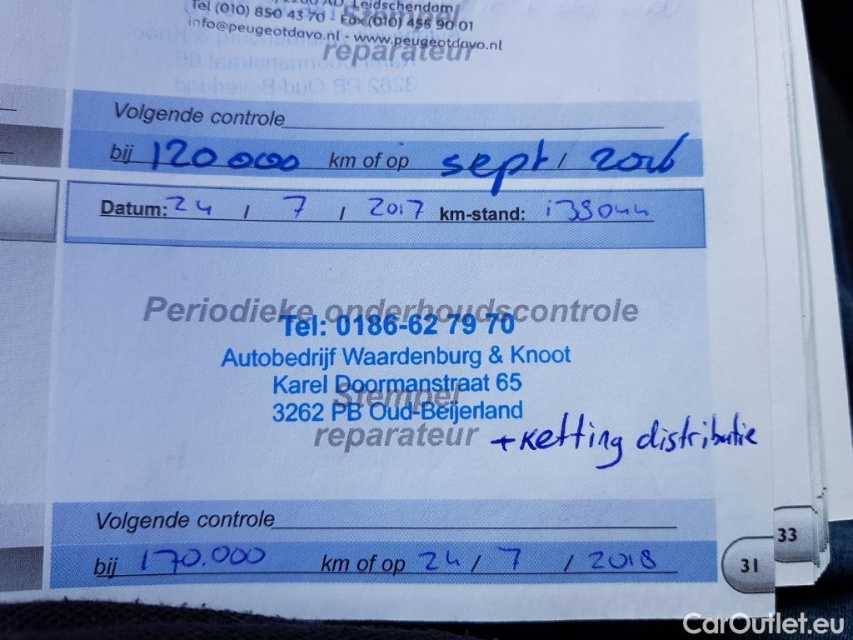 Tel (010) 850 43 70 Fax (010) 456 90 01
Leidschendam
info@peugeotdavo.nl - www.peugeotdavo.nl
reparateur
Volgende controle
bij 120 000 km of op sept / 2016
Datum: 24 / 7 / 2017 km-stand: 138044
Periodieke onderhoudscontrole
Tel: 0186-62 79 70
Autobedrijf Waardenburg & Knoot
Karel Doormanstraat 65
Stempel
3262 PB Oud-Beijerland
reparateur + ketting distributie
Volgende controle
bij 170.000 km of op 24 / 7 / 2018
33
31
CarOutlet.eu